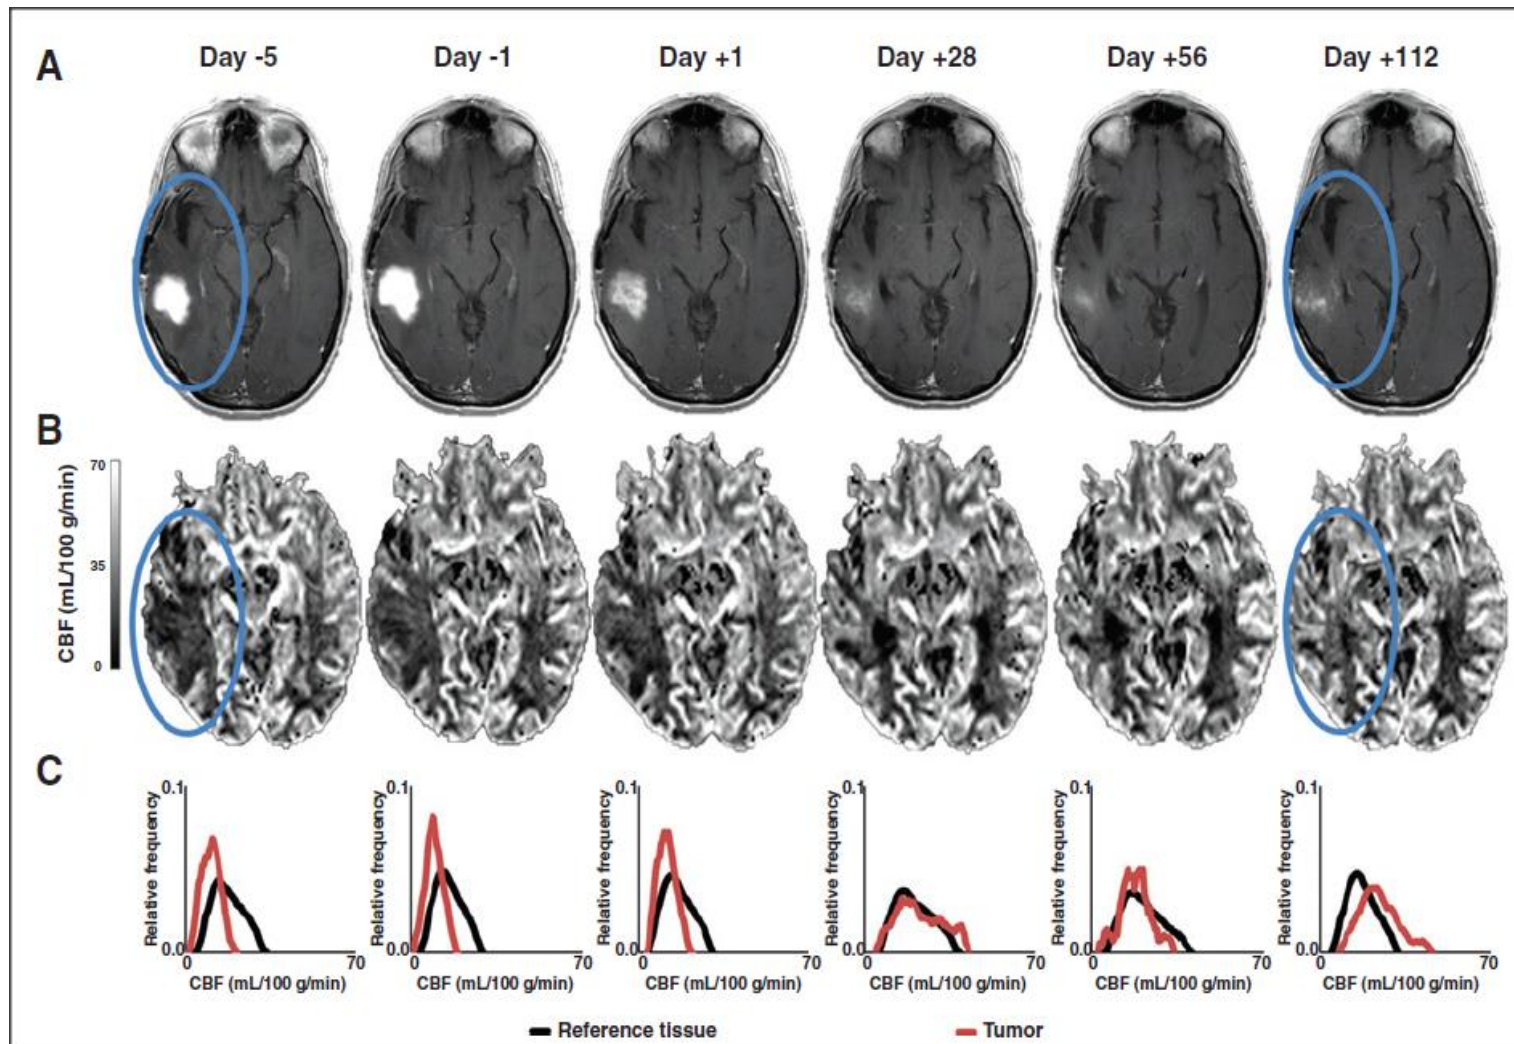 A
Day -5 Day -1 Day +1 Day +28 Day +56 Day +112
B
CBF (mL/100 g/min)
70
35
0
C
Relative frequency Relative frequency Relative frequency Relative frequency Relative frequency Relative frequency
0.1 0.1 0.1 0.1 0.1 0.1
0.0 0.0 0.0 0.0 0.0 0.0
0 70 0 70 0 70 0 70 0 70 0 70
CBF (mL/100 g/min) CBF (mL/100 g/min) CBF (mL/100 g/min) CBF (mL/100 g/min) CBF (mL/100 g/min) CBF (mL/100 g/min)
Reference tissue Tumor